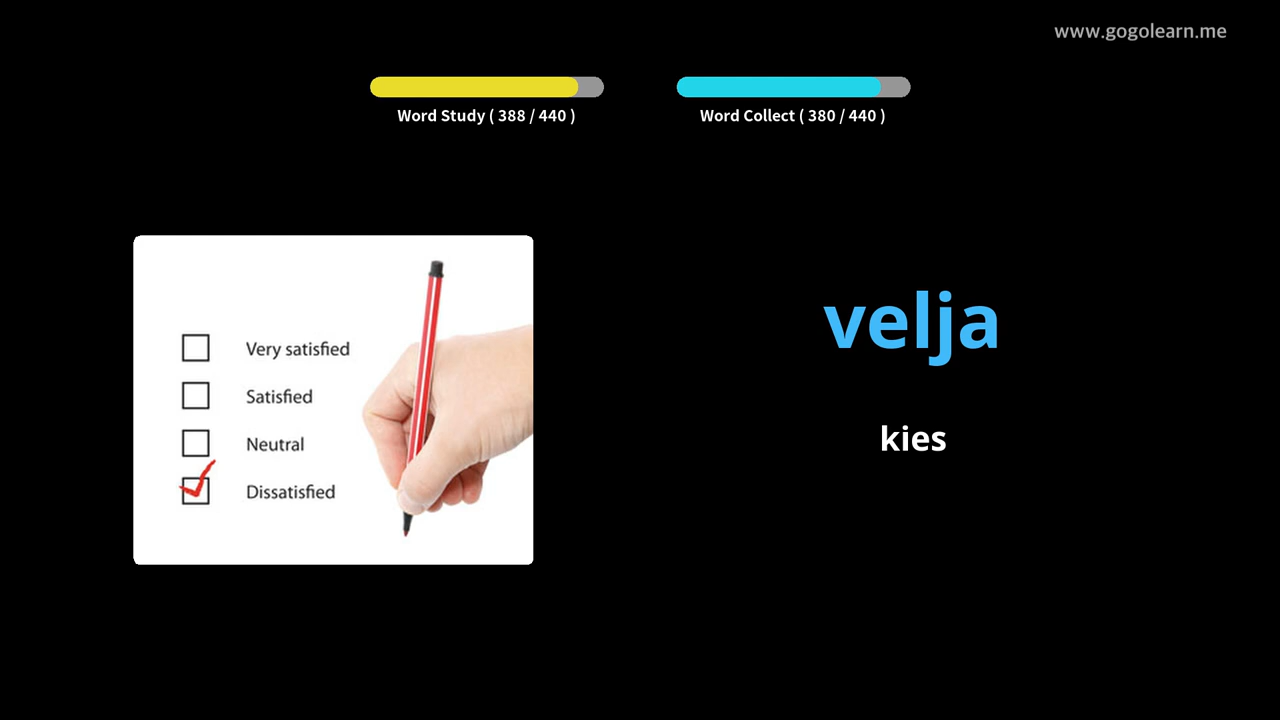 www.gogolearn.me
Word Study ( 388 / 440 )
Word Collect ( 380 / 440 )
Very satisfied
Satisfied
Neutral
Dissatisfied
velja
kies